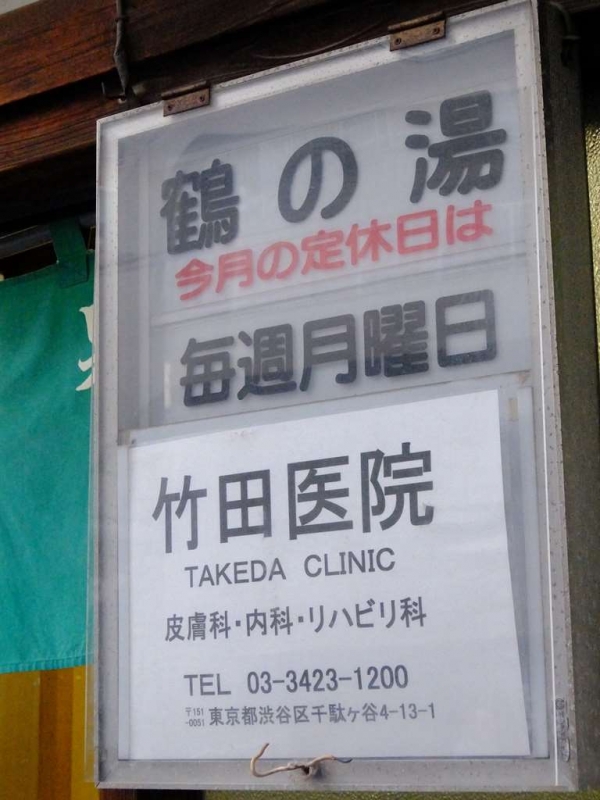 鶴の湯
今月の定休日は
毎週月曜日
竹田医院
TAKEDA CLINIC
皮膚科・内科・リハビリ科
TEL 03-3423-1200
〒151-0051 東京都渋谷区千駄ヶ谷4-13-1